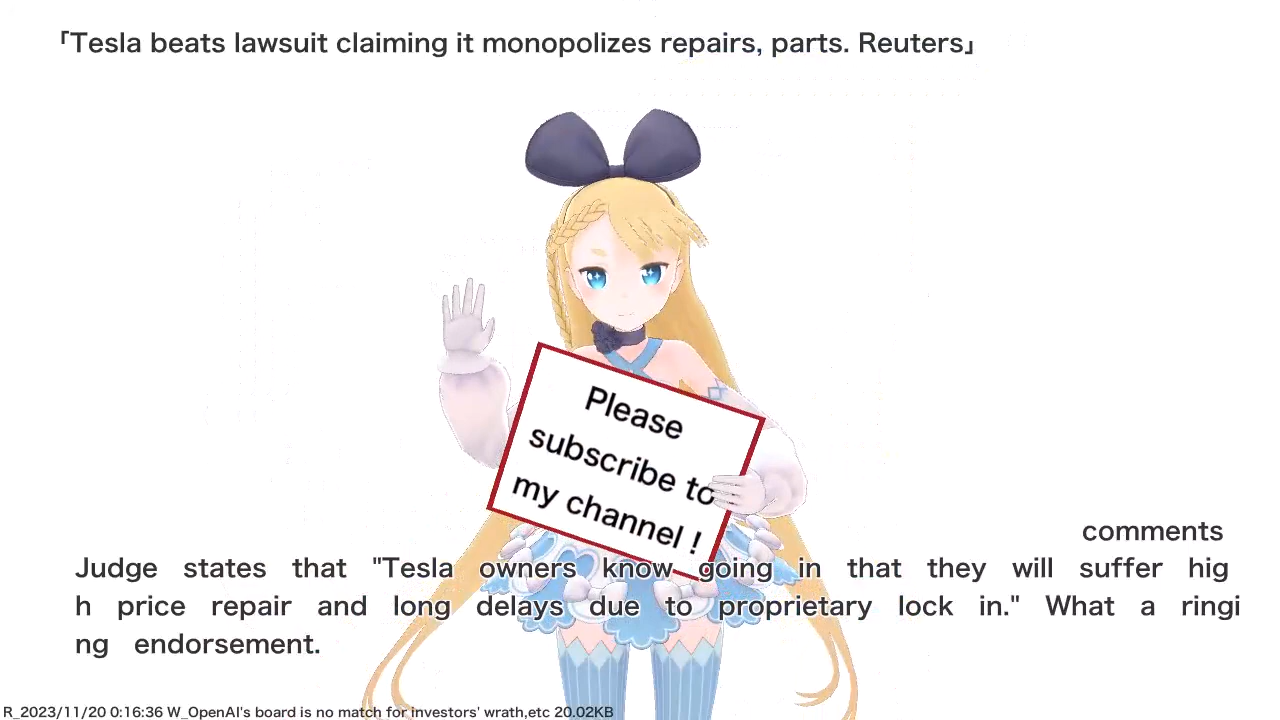 「Tesla beats lawsuit claiming it monopolizes repairs, parts. Reuters」
Please
subscribe to
my channel !
comments
Judge states that "Tesla owners know going in that they will suffer hig
h price repair and long delays due to proprietary lock in." What a ringi
ng endorsement.
R_2023/11/20 0:16:36 W_OpenAI's board is no match for investors' wrath,etc 20.02KB